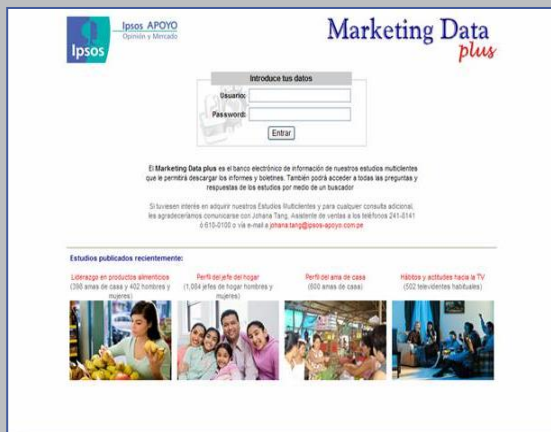 Ipsos
Ipsos APOYO
Opinión y Mercado
Marketing Data
plus
Introduce tus datos
Usuario:
Password:
Entrar
El Marketing Data plus es el banco electrónico de información de nuestros estudios multiclientes
que le permitirá descargar los informes y boletines. También podrá acceder a todas las preguntas y
respuestas de los estudios por medio de un buscador
Si tuviesen interés en adquirir nuestros Estudios Multiclientes y para cualquier consulta adicional,
les agradeceríamos comunicarse con Johana Tang, Asistente de ventas a los teléfonos 241-8141
ó 610-0100 o vía e-mail a johana.tang@ipsos-apoyo.com.pe
Estudios publicados recientemente:
Liderazgo en productos alimenticios
(398 amas de casa y 402 hombres y
mujeres)
Perfil del jefe del hogar
(1,084 jefes de hogar hombres y
mujeres)
Perfil del ama de casa
(600 amas de casa)
Hábitos y actitudes hacia la TV
(502 televidentes habituales)